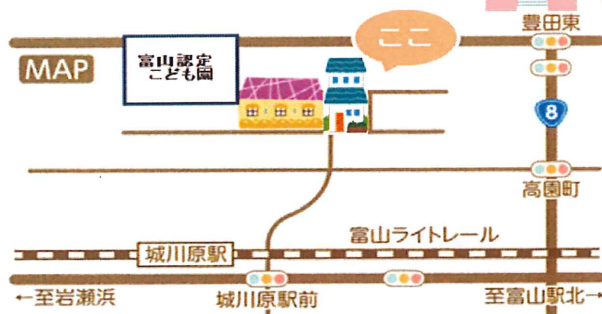 豊田東
ここ
MAP
富山認定
こども園
8
高園町
富山ライトレール
城川原駅
←至岩瀬浜
城川原駅前
至富山駅北→